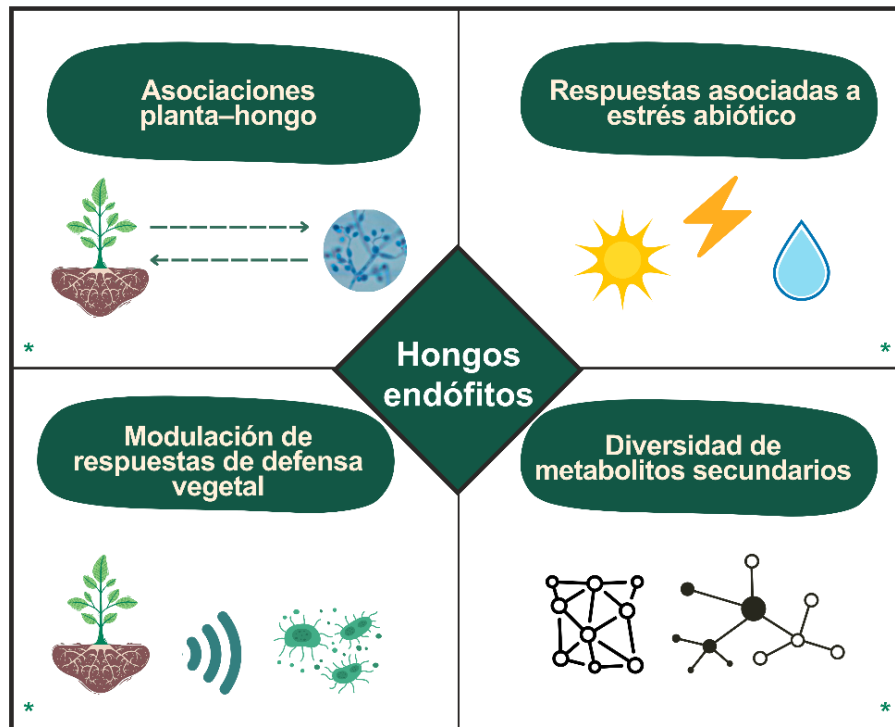 Asociaciones
planta–hongo
Respuestas asociadas a
estrés abiótico
*
*
Hongos
endófitos
Modulación de
respuestas de defensa
vegetal
Diversidad de
metabolitos secundarios
*
*